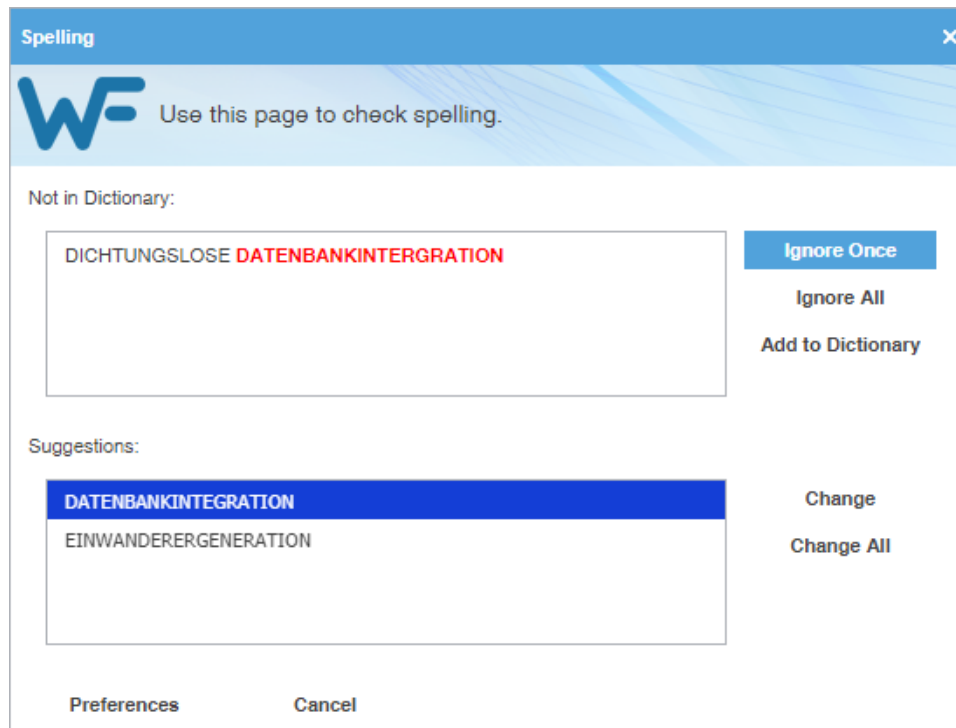 Spelling
WF
Use this page to check spelling.
Not in Dictionary:
DICHTUNGSLOSE DATENBANKINTERGRATION
Ignore Once
Ignore All
Add to Dictionary
Suggestions:
DATENBANKINTEGRATION
EINWANDERERGENERATION
Change
Change All
Preferences
Cancel